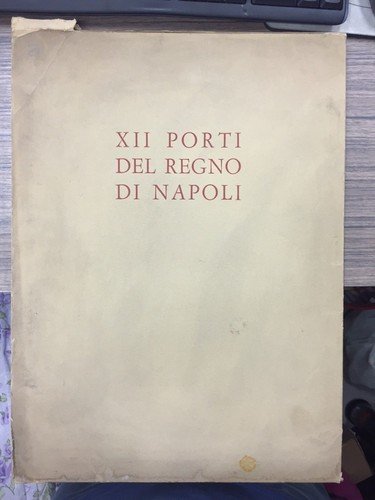 XII PORTI
DEL REGNO
DI NAPOLI